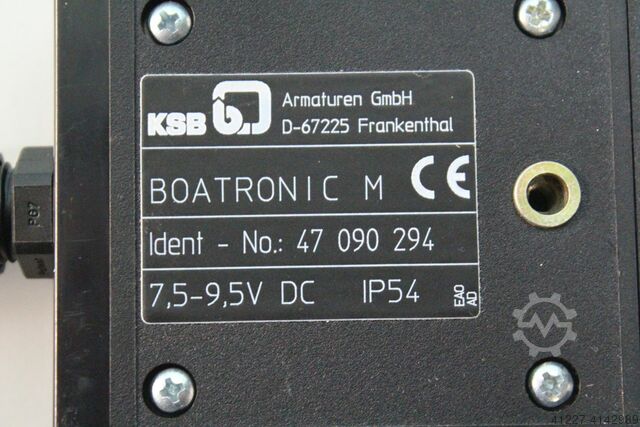 KSB Armaturen GmbH
D-67225 Frankenthal
BOATRONIC M CE
Ident - No.: 47 090 294
7,5-9,5V DC IP54
EAO
AD
PG7
41227-4142989